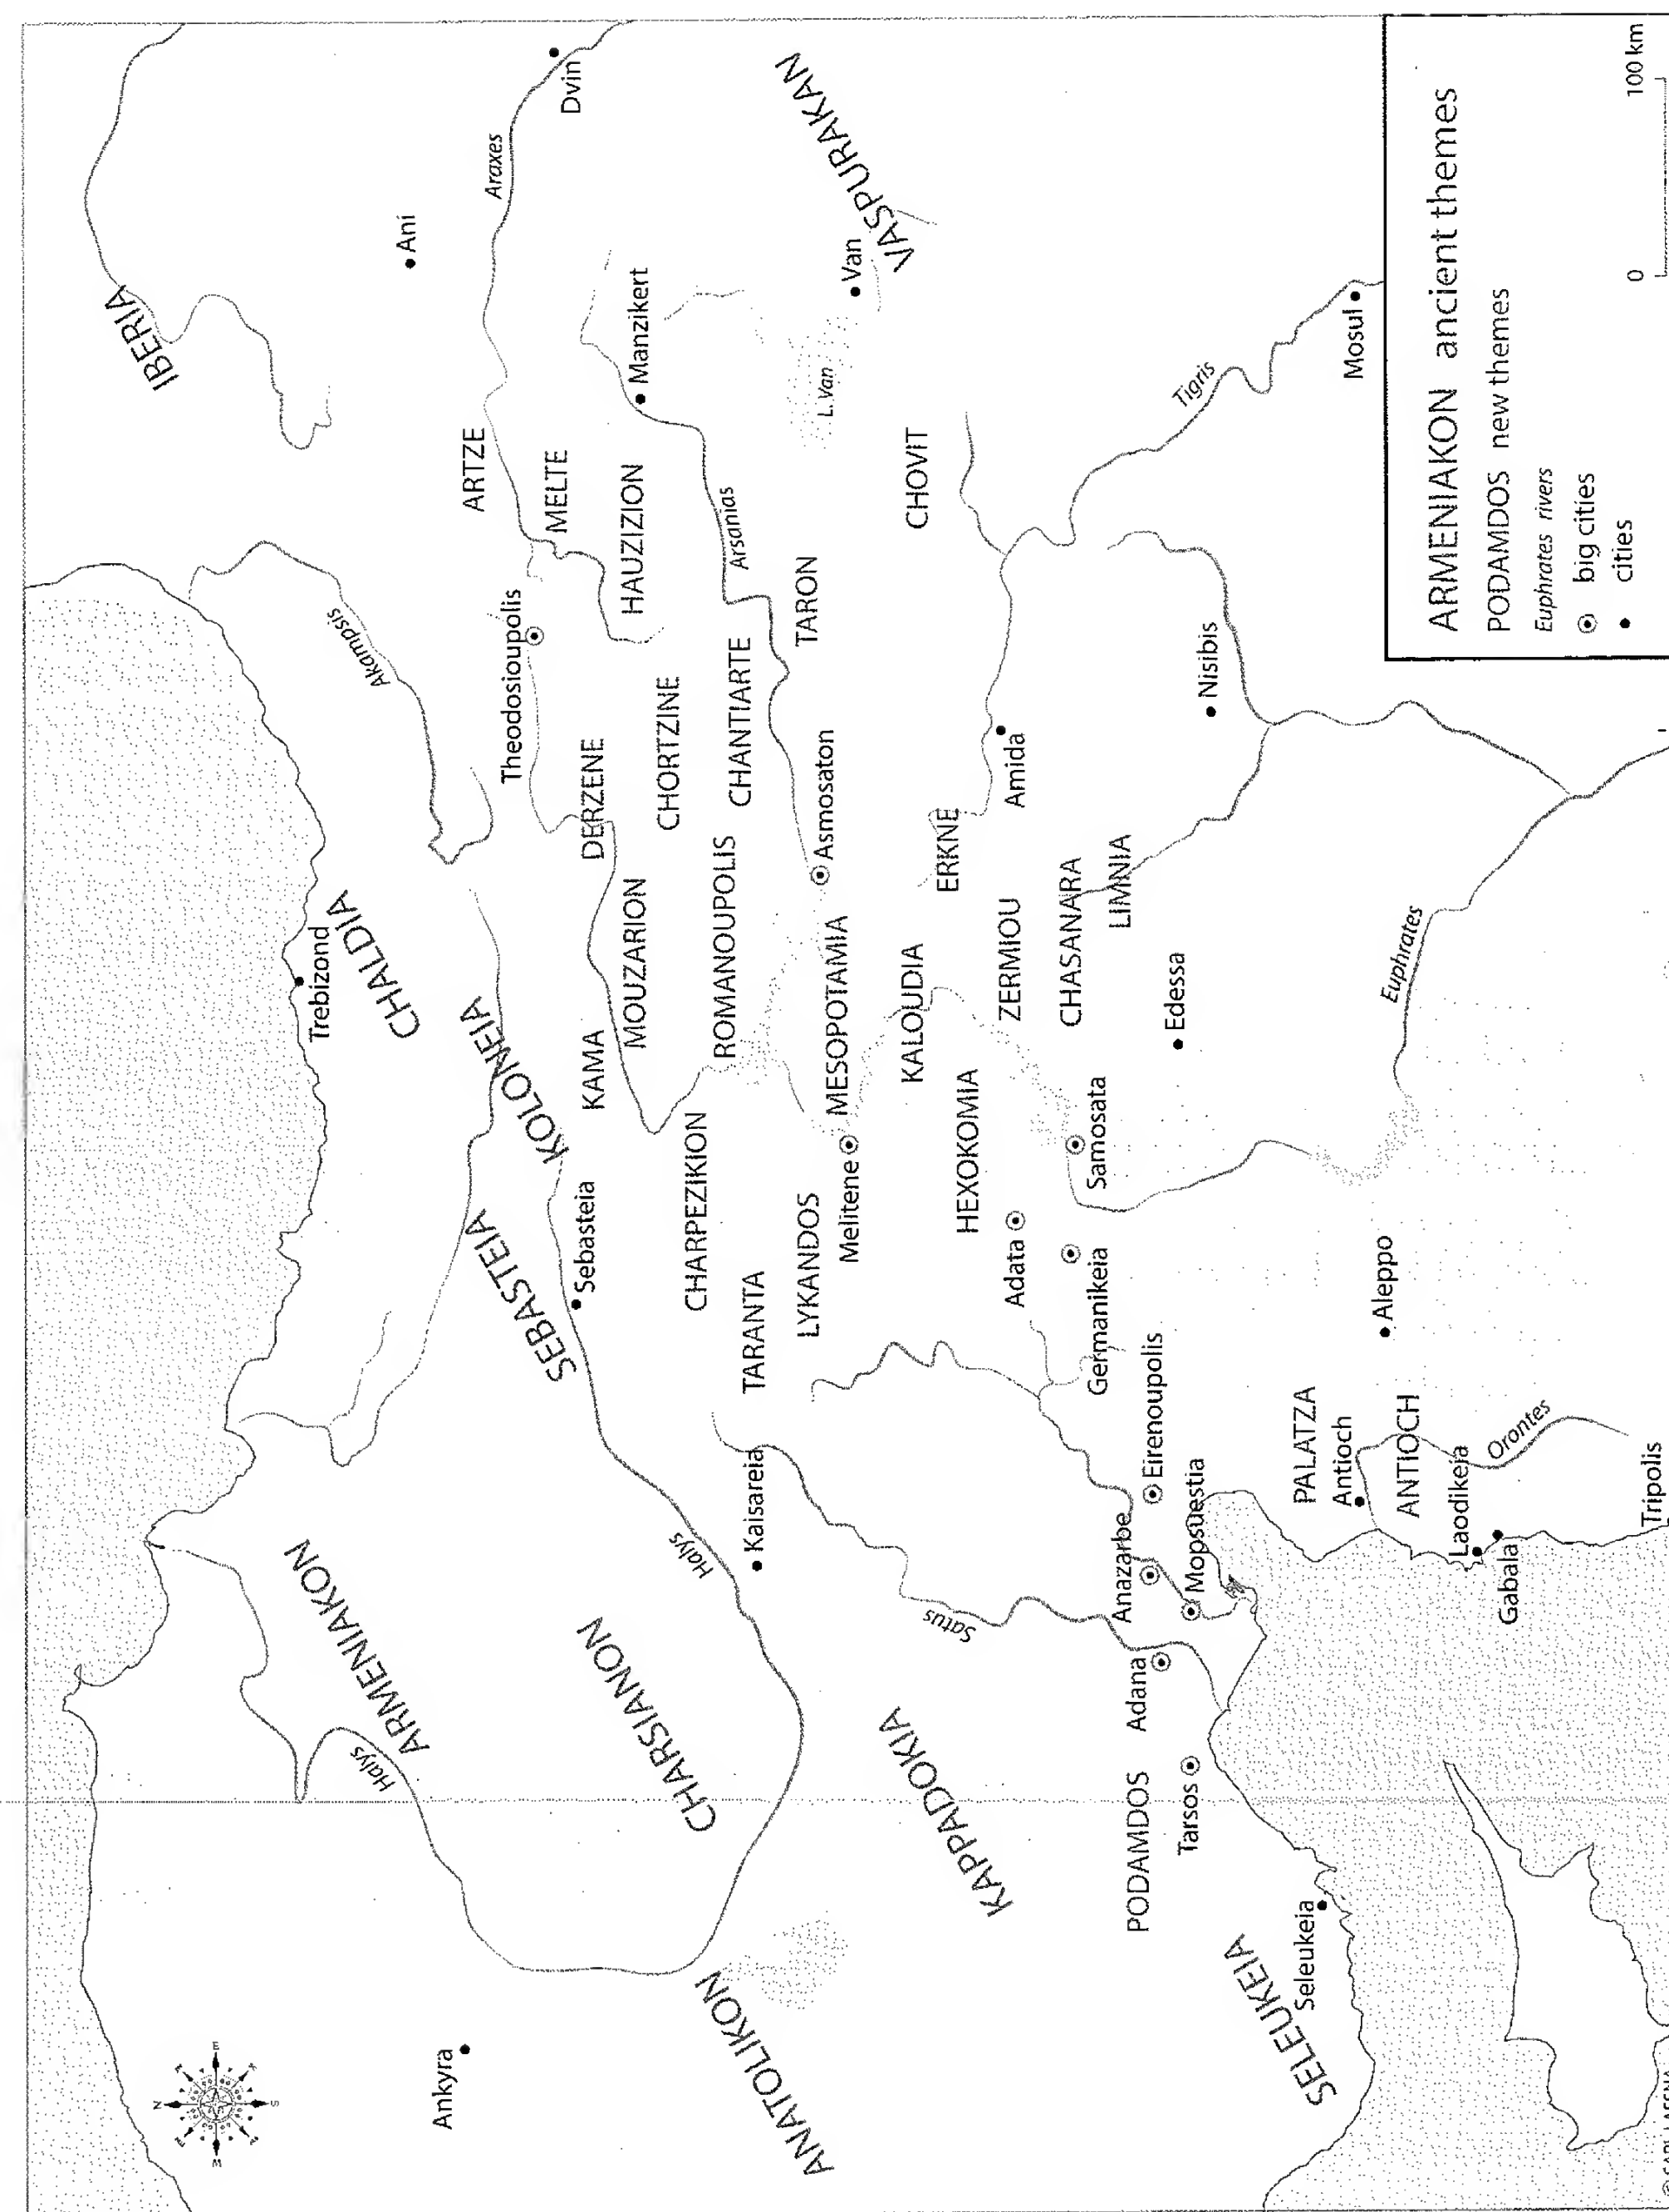 IBERIA
Ani
Araxes
Dvin
VASPURAKAN
Van
L. Van
Manzikert
ARTZE
MELTE
HAUZIZION
Arsanias
TARON
CHOVIT
Tigris
Mosul
Akampsis
Theodosioupolis
DERZENE
CHORTZINE
CHANTIARTE
Asmosaton
ERKNE
Amida
Nisibis
Trebizond
CHALDIA
KOLONEIA
KAMA
MOUZARION
ROMANOUPOLIS
MESOPOTAMIA
KALOUDIA
ZERMIOU
CHASANARA
LIMNIA
Edessa
Euphrates
SEBASTEIA
Sebasteia
CHARPEZIKION
TARANTA
LYKANDOS
Melitene
HEXOKOMIA
Adata
Samosata
Germanikeia
Aleppo
ARMENIAKON
Halys
CHARSIANON
Halys
Kaisareia
Satus
Eirenoupolis
Anazarbe
Mopsuestia
Adana
PALATZA
Antioch
ANTIOCH
Orontes
Laodikeia
Gabala
Tripolis
KAPPADOKIA
PODAMDOS
Tarsos
Ankyra
ANATOLIKON
SELEUKEIA
Seleukeia
N
E
S
W
ARMENIAKON ancient themes
PODAMDOS new themes
Euphrates rivers
big cities
cities
0 100 km